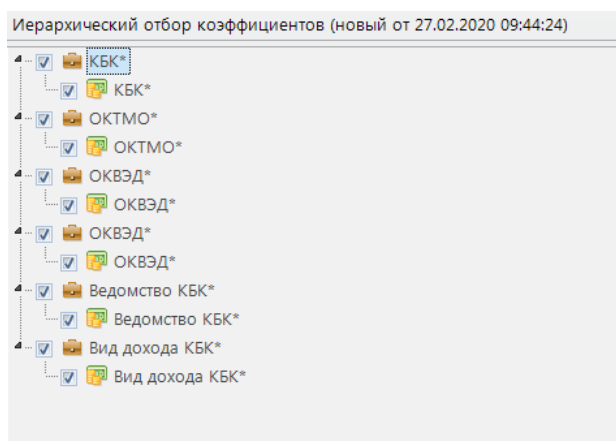 Иерархический отбор коэффициентов (новый от 27.02.2020 09:44:24)
КБК*
КБК*
ОКТМО*
ОКТМО*
ОКВЭД*
ОКВЭД*
ОКВЭД*
ОКВЭД*
Ведомство КБК*
Ведомство КБК*
Вид дохода КБК*
Вид дохода КБК*